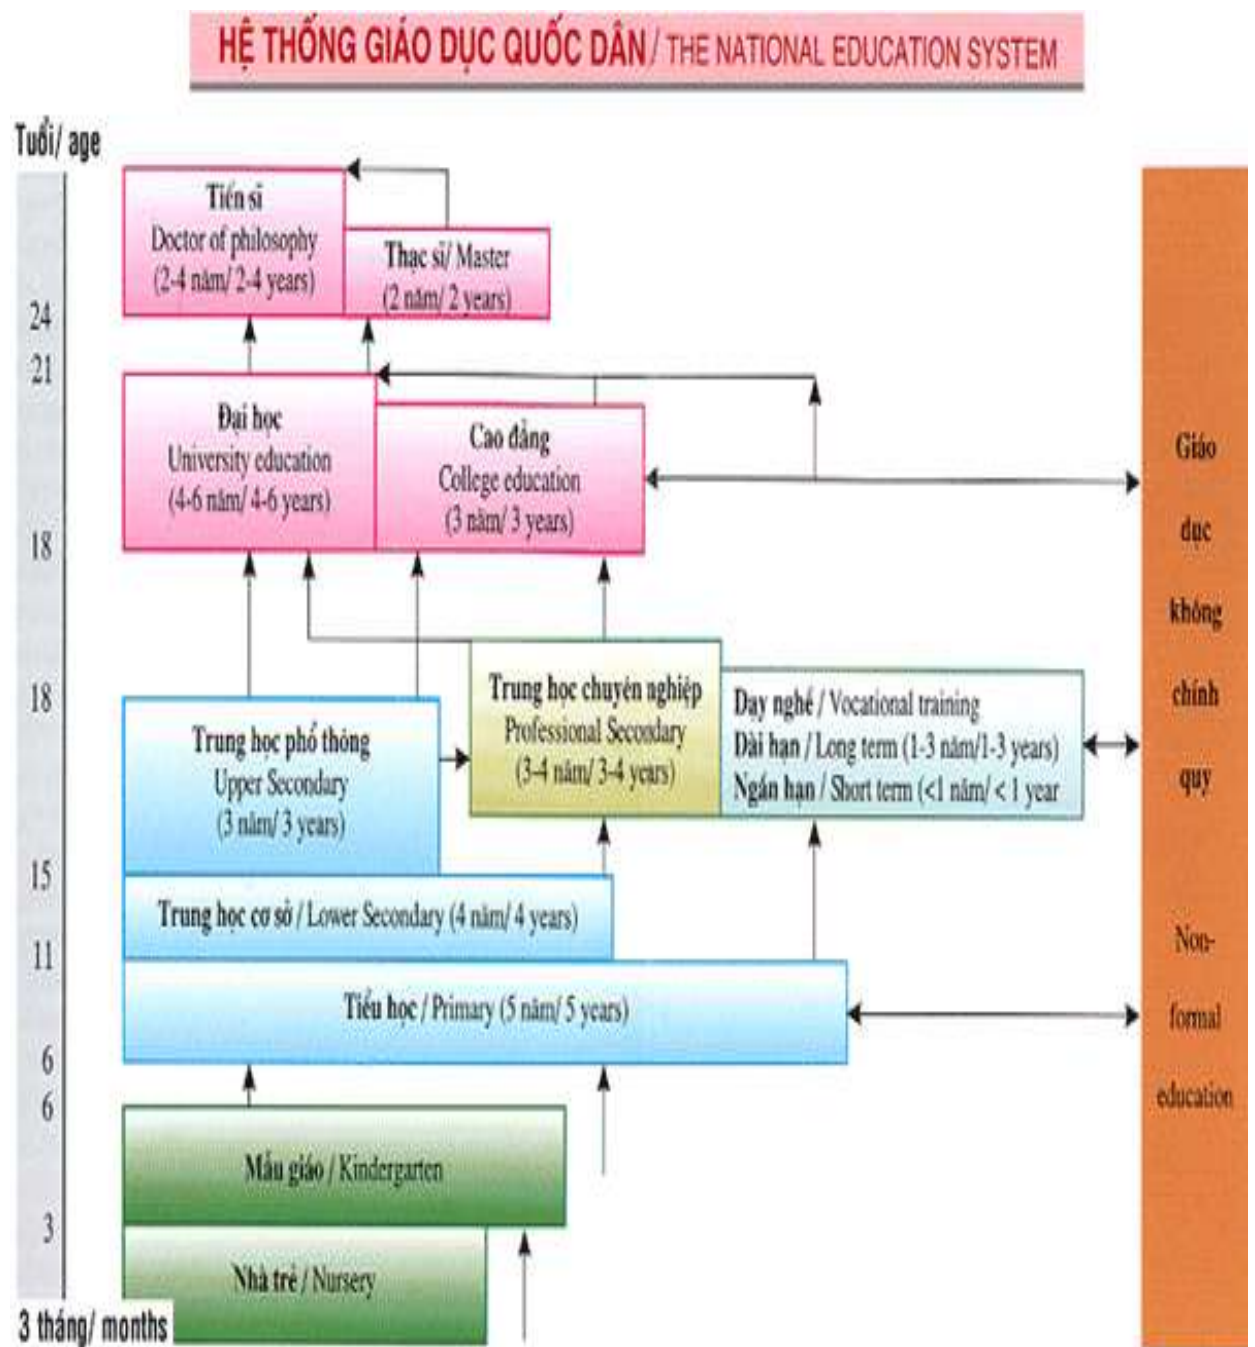 HỆ THỐNG GIÁO DỤC QUỐC DÂN / THE NATIONAL EDUCATION SYSTEM
Tuổi/ age
Tiến sĩ
Doctor of philosophy
(2-4 năm/ 2-4 years)
Thạc sĩ/ Master
(2 năm/ 2 years)
24
21
Đại học
University education
(4-6 năm/ 4-6 years)
Cao đẳng
College education
(3 năm/ 3 years)
18
18
Trung học phổ thông
Upper Secondary
(3 năm/ 3 years)
Trung học chuyên nghiệp
Professional Secondary
(3-4 năm/ 3-4 years)
Dạy nghề / Vocational training
Dài hạn / Long term (1-3 năm/1-3 years)
Ngắn hạn / Short term (<1 năm/ < 1 year
15
Trung học cơ sở / Lower Secondary (4 năm/ 4 years)
11
Tiểu học / Primary (5 năm/ 5 years)
6
6
Mẫu giáo / Kindergarten
3
Nhà trẻ / Nursery
3 tháng/ months
Giáo
dục
không
chính
quy
Non-
formal
education